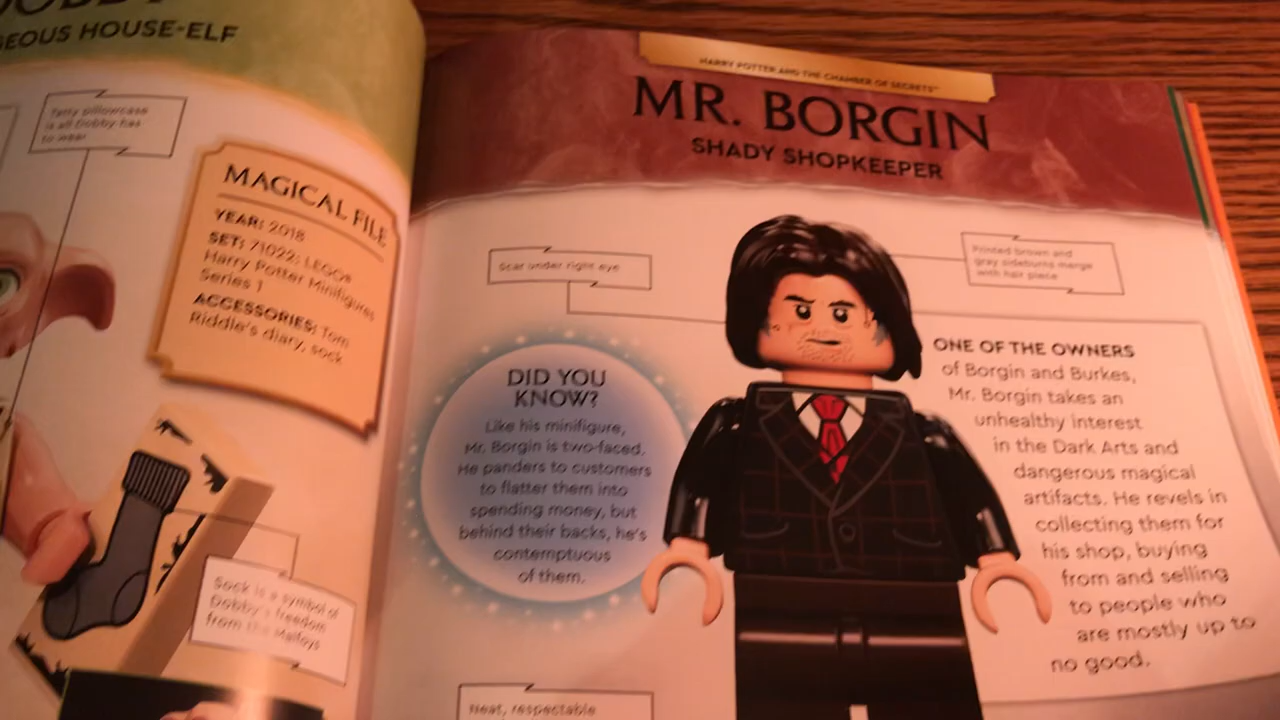 GEOUS HOUSE-ELF
Tatty pillowcase
is all Dobby has
to wear
MAGICAL FILE
YEAR: 2018
SET: 71022: LEGO®
Harry Potter Minifigures
Series 1
ACCESSORIES: Tom
Riddle's diary, sock
Sock is a symbol of
Dobby's freedom
from the Malfoys
HARRY POTTER AND THE CHAMBER OF SECRETS™
MR. BORGIN
SHADY SHOPKEEPER
Scar under right eye
Printed brown and
gray sideburns merge
with hair piece
DID YOU
KNOW?
Like his minifigure,
Mr. Borgin is two-faced.
He panders to customers
to flatter them into
spending money, but
behind their backs, he's
contemptuous
of them.
ONE OF THE OWNERS
of Borgin and Burkes,
Mr. Borgin takes an
unhealthy interest
in the Dark Arts and
dangerous magical
artifacts. He revels in
collecting them for
his shop, buying
from and selling
to people who
are mostly up to
no good.
Neat, respectable